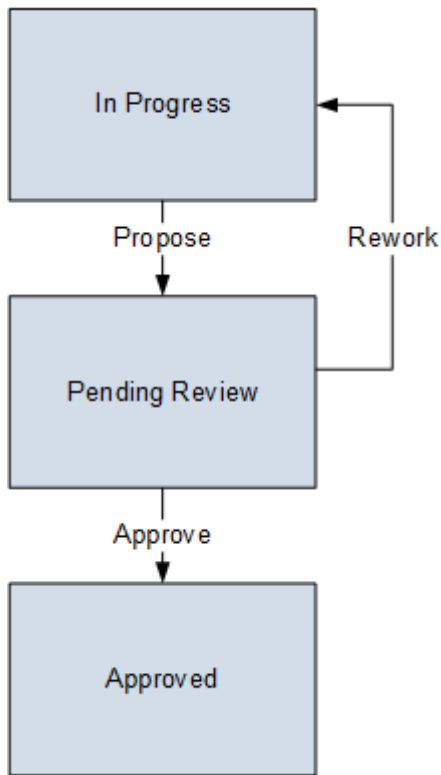 In Progress
Propose
Rework
Pending Review
Approve
Approved